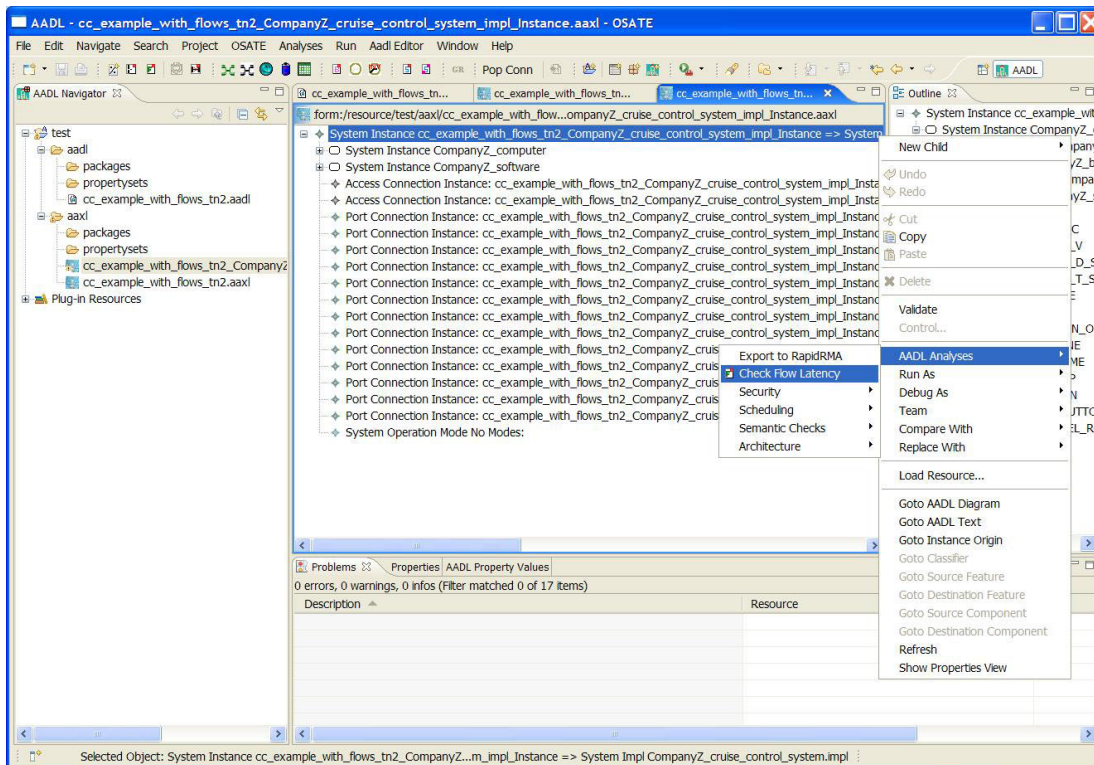 AADL - cc_example_with_flows_tn2_CompanyZ_cruise_control_system_impl_Instance.aaxl - OSATE
File Edit Navigate Search Project OSATE Analyses Run Aadl Editor Window Help
Pop Conn
AADL
AADL Navigator
cc_example_with_flows_tn...
cc_example_with_flows_tn...
cc_example_with_flows_tn...
Outline
test
aadl
packages
propertysets
cc_example_with_flows_tn2.aadl
aaxl
packages
propertysets
cc_example_with_flows_tn2_CompanyZ
cc_example_with_flows_tn2.aaxl
Plug-in Resources
form:/resource/test/aaxl/cc_example_with_flow...ompanyZ_cruise_control_system_impl_Instance.aaxl
System Instance cc_example_with_flows_tn2_CompanyZ_cruise_control_system_impl_Instance => System
System Instance CompanyZ_computer
System Instance CompanyZ_software
Access Connection Instance: cc_example_with_flows_tn2_CompanyZ_cruise_control_system_impl_Insta
Access Connection Instance: cc_example_with_flows_tn2_CompanyZ_cruise_control_system_impl_Insta
Port Connection Instance: cc_example_with_flows_tn2_CompanyZ_cruise_control_system_impl_Instanc
Port Connection Instance: cc_example_with_flows_tn2_CompanyZ_cruise_control_system_impl_Instanc
Port Connection Instance: cc_example_with_flows_tn2_CompanyZ_cruise_control_system_impl_Instanc
Port Connection Instance: cc_example_with_flows_tn2_CompanyZ_cruise_control_system_impl_Instanc
Port Connection Instance: cc_example_with_flows_tn2_CompanyZ_cruise_control_system_impl_Instanc
Port Connection Instance: cc_example_with_flows_tn2_CompanyZ_cruise_control_system_impl_Instanc
Port Connection Instance: cc_example_with_flows_tn2_CompanyZ_cruise_control_system_impl_Instanc
Port Connection Instance: cc_example_with_flows_tn2_CompanyZ_cruise_control_system_impl_Instanc
Port Connection Instance: cc_example_with_flows_tn2_CompanyZ_cruis
Port Connection Instance: cc_example_with_flows_tn2_CompanyZ_cruis
Port Connection Instance: cc_example_with_flows_tn2_CompanyZ_cruis
Port Connection Instance: cc_example_with_flows_tn2_CompanyZ_cruis
Port Connection Instance: cc_example_with_flows_tn2_CompanyZ_cruis
System Operation Mode No Modes:
Export to RapidRMA
Check Flow Latency
Security
Scheduling
Semantic Checks
Architecture
System Instance cc_example_wit
System Instance CompanyZ_c
New Child
Undo
Redo
Cut
Copy
Paste
Delete
Validate
Control...
AADL Analyses
Run As
Debug As
Team
Compare With
Replace With
Load Resource...
Goto AADL Diagram
Goto AADL Text
Goto Instance Origin
Goto Classifier
Goto Source Feature
Goto Destination Feature
Goto Source Component
Goto Destination Component
Refresh
Show Properties View
Problems Properties AADL Property Values
0 errors, 0 warnings, 0 infos (Filter matched 0 of 17 items)
Description Resource
Selected Object: System Instance cc_example_with_flows_tn2_CompanyZ...m_impl_Instance => System Impl CompanyZ_cruise_control_system.impl